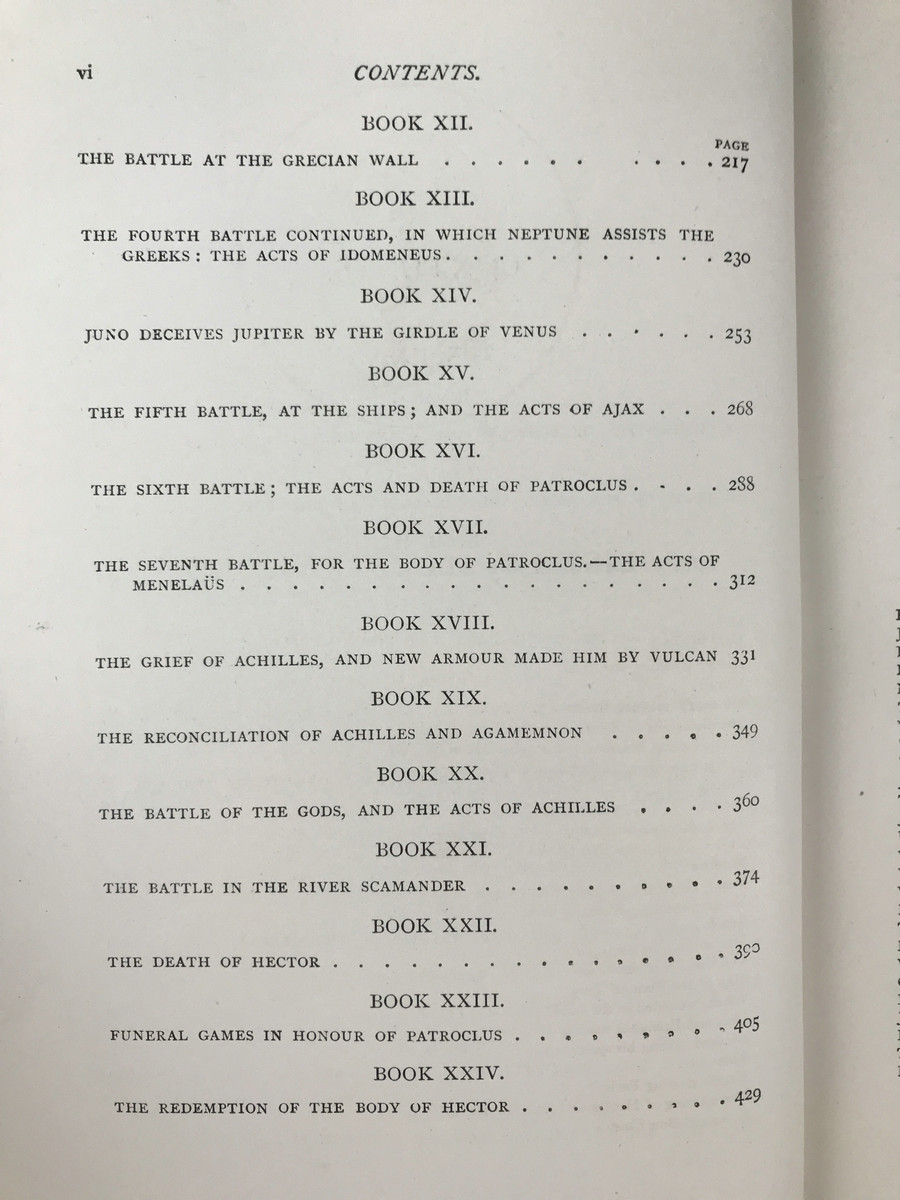 vi CONTENTS.
BOOK XII.
PAGE
THE BATTLE AT THE GRECIAN WALL . . . . . . . . . . 217
BOOK XIII.
THE FOURTH BATTLE CONTINUED, IN WHICH NEPTUNE ASSISTS THE
GREEKS : THE ACTS OF IDOMENEUS . . . . . . . . . . . 230
BOOK XIV.
JUNO DECEIVES JUPITER BY THE GIRDLE OF VENUS . . . . . . 253
BOOK XV.
THE FIFTH BATTLE, AT THE SHIPS ; AND THE ACTS OF AJAX . . . 268
BOOK XVI.
THE SIXTH BATTLE ; THE ACTS AND DEATH OF PATROCLUS . . . . 288
BOOK XVII.
THE SEVENTH BATTLE, FOR THE BODY OF PATROCLUS.—THE ACTS OF
MENELAÜS . . . . . . . . . . . . . . . . . . . 312
BOOK XVIII.
THE GRIEF OF ACHILLES, AND NEW ARMOUR MADE HIM BY VULCAN 331
BOOK XIX.
THE RECONCILIATION OF ACHILLES AND AGAMEMNON . . . . . 349
BOOK XX.
THE BATTLE OF THE GODS, AND THE ACTS OF ACHILLES . . . . 360
BOOK XXI.
THE BATTLE IN THE RIVER SCAMANDER . . . . . . . . . . 374
BOOK XXII.
THE DEATH OF HECTOR . . . . . . . . . . . . . . . . 390
BOOK XXIII.
FUNERAL GAMES IN HONOUR OF PATROCLUS . . . . . . . . . 405
BOOK XXIV.
THE REDEMPTION OF THE BODY OF HECTOR . . . . . . . . . 429